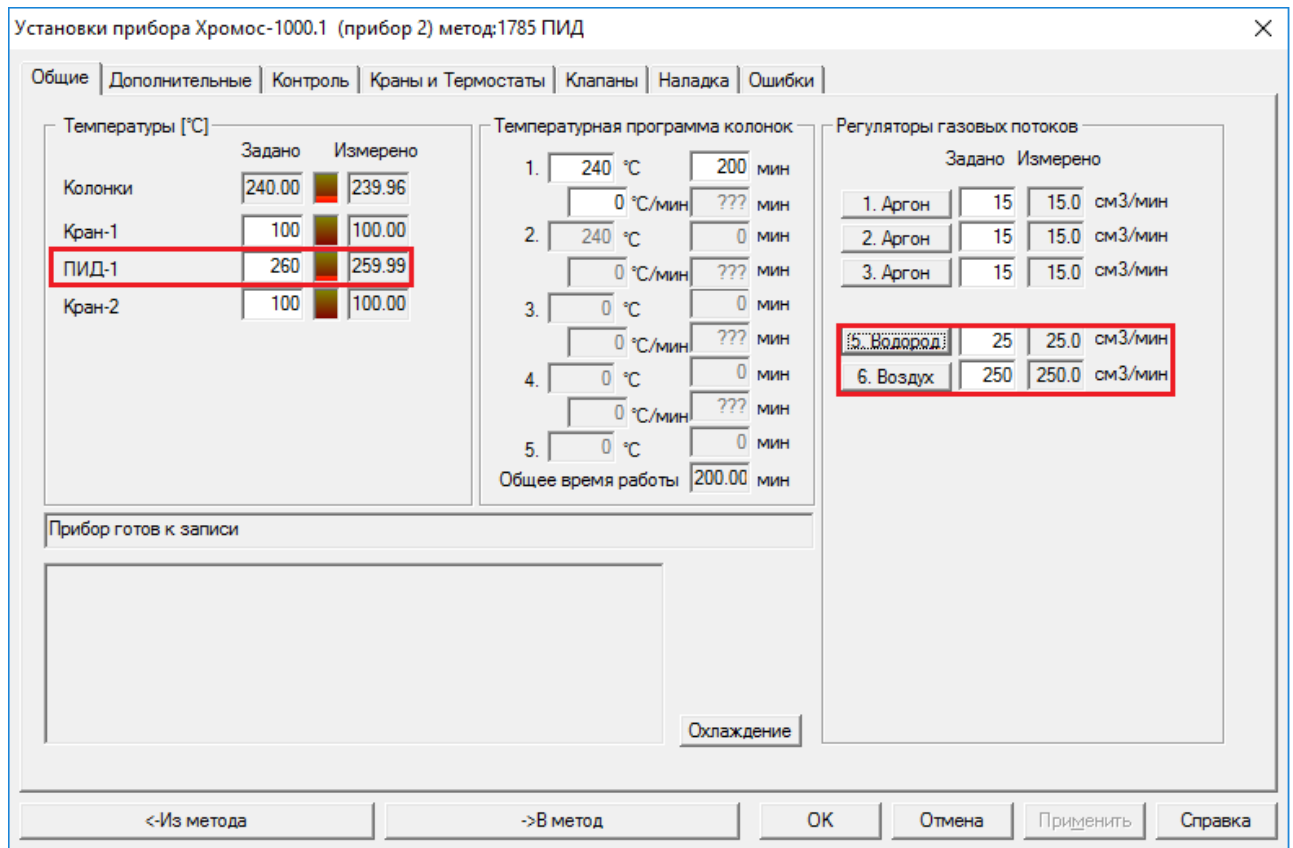 Установки прибора Хромос-1000.1 (прибор 2) метод:1785 ПИД
Общие Дополнительные Контроль Краны и Термостаты Клапаны Наладка Ошибки
Температуры [°C]
Задано Измерено
Колонки 240.00 239.96
Кран-1 100 100.00
ПИД-1 260 259.99
Кран-2 100 100.00
Температурная программа колонок
1. 240 °C 200 мин
0 °C/мин ??? мин
2. 240 °C 0 мин
0 °C/мин ??? мин
3. 0 °C 0 мин
0 °C/мин ??? мин
4. 0 °C 0 мин
0 °C/мин ??? мин
5. 0 °C 0 мин
Общее время работы 200.00 мин
Регуляторы газовых потоков
Задано Измерено
1. Аргон 15 15.0 см3/мин
2. Аргон 15 15.0 см3/мин
3. Аргон 15 15.0 см3/мин
5. Водород 25 25.0 см3/мин
6. Воздух 250 250.0 см3/мин
Прибор готов к записи
Охлаждение
<-Из метода ->В метод OK Отмена Применить Справка